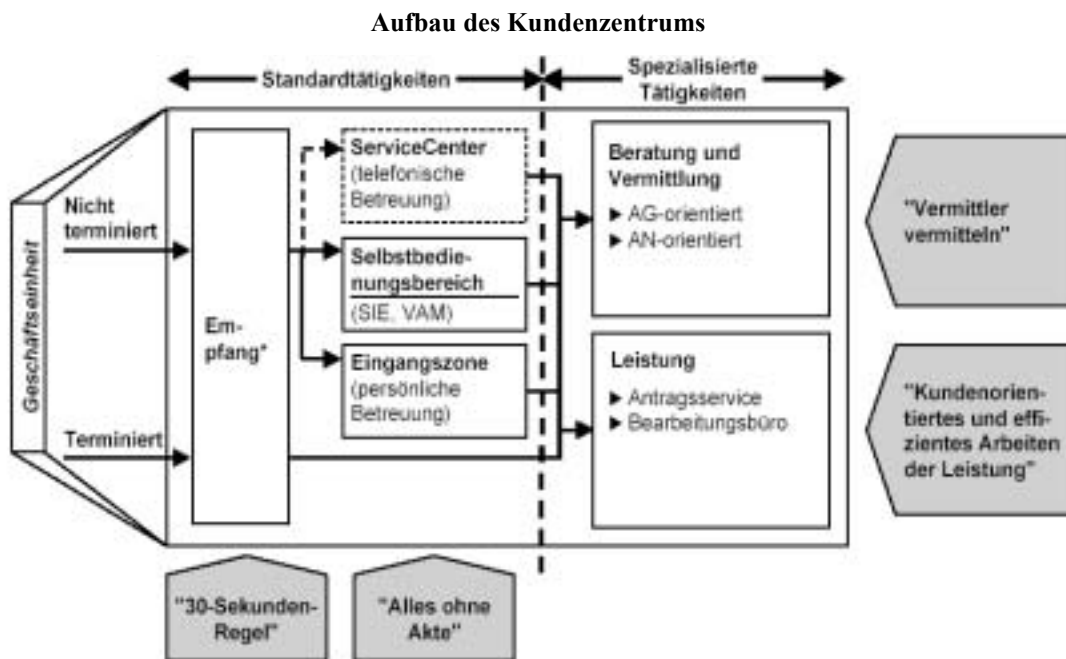 Aufbau des Kundenzentrums
Standardtätigkeiten
Spezialisierte
Tätigkeiten
Geschäftseinheit
Nicht
terminiert
Terminiert
Em-
pfang*
ServiceCenter
(telefonische
Betreuung)
Selbstbedie-
nungsbereich
(SIE, VAM)
Eingangszone
(persönliche
Betreuung)
Beratung und
Vermittlung
► AG-orientiert
► AN-orientiert
Leistung
► Antragsservice
► Bearbeitungsbüro
"Vermittler
vermitteln"
"Kundenorien-
tiertes und effi-
zientes Arbeiten
der Leistung"
"30-Sekunden-
Regel"
"Alles ohne
Akte"